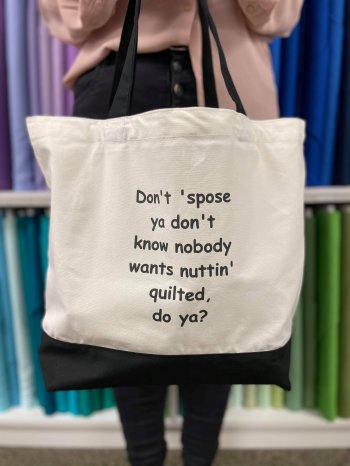 Don't 'spose
ya don't
know nobody
wants nuttin'
quilted,
do ya?